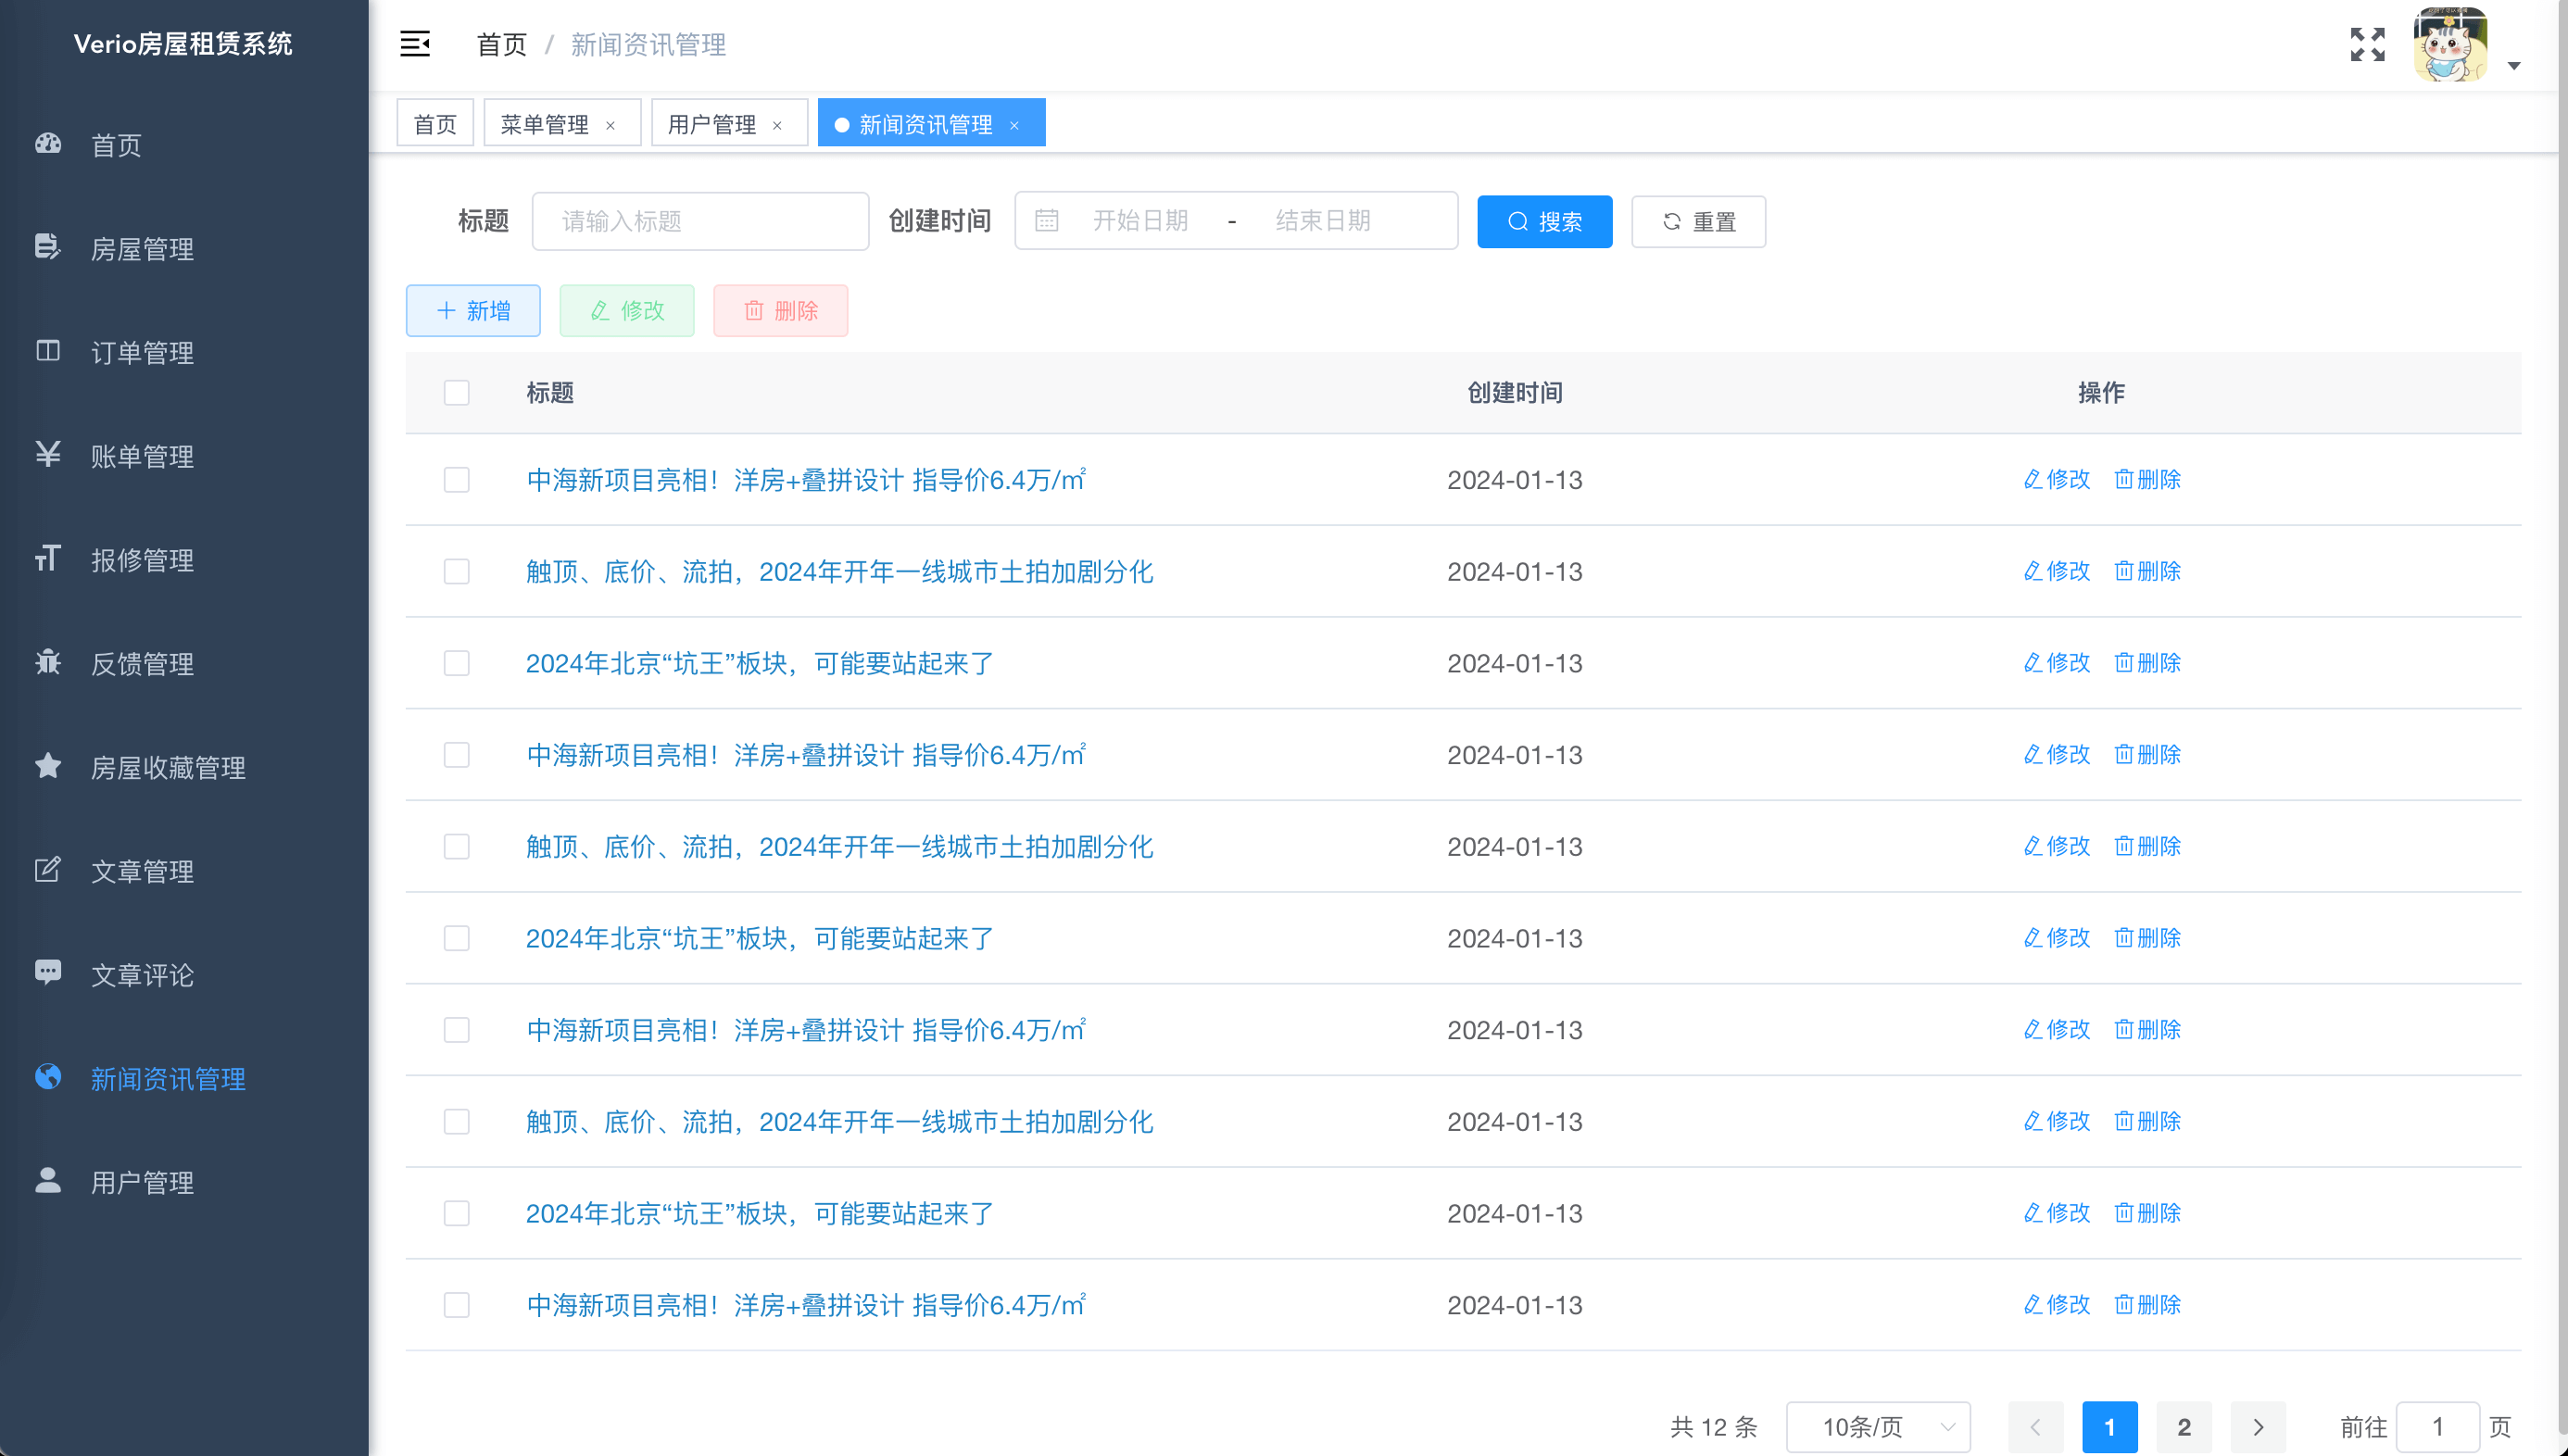 Verio房屋租赁系统
首页
房屋管理
订单管理
账单管理
报修管理
反馈管理
房屋收藏管理
文章管理
文章评论
新闻资讯管理
用户管理
首页 / 新闻资讯管理
首页 菜单管理 × 用户管理 × 新闻资讯管理 ×
标题 请输入标题 创建时间 开始日期 - 结束日期 搜索 重置
新增 修改 删除
标题 创建时间 操作
中海新项目亮相！洋房+叠拼设计 指导价6.4万/㎡ 2024-01-13 修改 删除
触顶、底价、流拍，2024年开年一线城市土拍加剧分化 2024-01-13 修改 删除
2024年北京“坑王”板块，可能要站起来了 2024-01-13 修改 删除
中海新项目亮相！洋房+叠拼设计 指导价6.4万/㎡ 2024-01-13 修改 删除
触顶、底价、流拍，2024年开年一线城市土拍加剧分化 2024-01-13 修改 删除
2024年北京“坑王”板块，可能要站起来了 2024-01-13 修改 删除
中海新项目亮相！洋房+叠拼设计 指导价6.4万/㎡ 2024-01-13 修改 删除
触顶、底价、流拍，2024年开年一线城市土拍加剧分化 2024-01-13 修改 删除
2024年北京“坑王”板块，可能要站起来了 2024-01-13 修改 删除
中海新项目亮相！洋房+叠拼设计 指导价6.4万/㎡ 2024-01-13 修改 删除
共 12 条 10条/页 1 2 前往 1 页